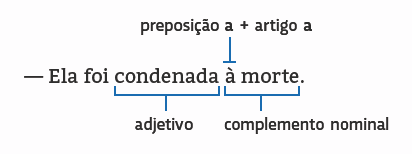 preposição a + artigo a
— Ela foi condenada à morte.
adjetivo complemento nominal